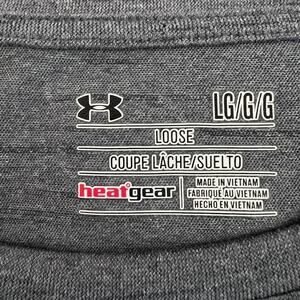 LG/G/G
LOOSE
COUPE LÂCHE/SUELTO
heatgear
MADE IN VIETNAM
FABRIQUÉ AU VIETNAM
HECHO EN VIETNAM